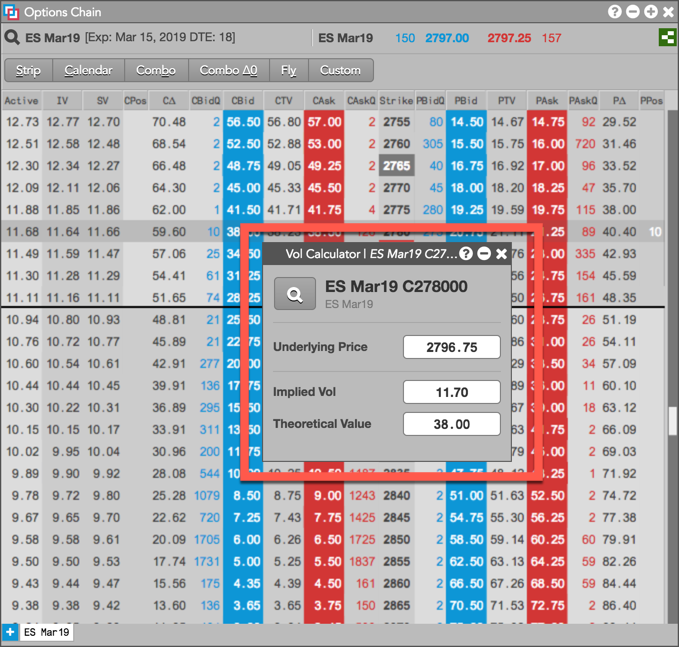 Options Chain
ES Mar19 [Exp: Mar 15, 2019 DTE: 18] ES Mar19 150 2797.00 2797.25 157
Strip Calendar Combo Combo Δ0 Fly Custom
Active IV SV CPos CΔ CBidQ CBid CTV CAsk CAskQ Strike PBidQ PBid PTV PAsk PAskQ PΔ PPos
12.73 12.77 12.70 70.48 2 56.50 56.80 57.00 2 2755 80 14.50 14.67 14.75 92 29.52
12.51 12.58 12.48 68.54 2 52.50 52.88 53.00 2 2760 305 15.50 15.75 16.00 720 31.46
12.30 12.34 12.27 66.48 2 48.75 49.05 49.25 2 2765 40 16.75 16.92 17.00 96 33.52
12.09 12.11 12.06 64.30 2 45.00 45.33 45.50 2 2770 45 18.00 18.20 18.25 47 35.70
11.88 11.85 11.86 62.00 1 41.50 41.71 41.75 4 2775 280 19.25 19.59 19.75 115 38.00
11.68 11.64 11.66 59.60 10 89 40.40 10
11.49 11.59 11.47 57.06 25 335 42.93
11.30 11.28 11.29 54.41 61 154 45.59
11.11 11.16 11.11 51.65 74 161 48.35
10.94 10.80 10.93 48.81 21 26 51.19
10.76 10.72 10.77 45.89 21 26 54.11
10.60 10.54 10.61 42.91 277 34 57.09
10.44 10.44 10.45 39.91 136 11 60.10
10.30 10.22 10.31 36.89 295 18 63.12
10.15 10.15 10.17 33.91 311 2 66.09
10.02 9.95 10.04 30.96 200 2 69.03
9.89 9.90 9.92 28.08 544 1 71.92
Vol Calculator | ES Mar19 C27...
ES Mar19 C278000
ES Mar19
Underlying Price 2796.75
Implied Vol 11.70
Theoretical Value 38.00
9.78 9.72 9.80 25.28 1079 8.50 8.75 9.00 1243 2840 2 51.00 51.63 52.50 2 74.72
9.67 9.65 9.70 22.62 720 7.25 7.43 7.75 1425 2845 2 54.75 55.30 56.25 2 77.38
9.58 9.58 9.61 20.09 1705 6.00 6.26 6.50 1725 2850 2 58.50 59.14 60.25 60 79.91
9.50 9.50 9.53 17.74 1731 5.00 5.25 5.50 1837 2855 2 62.50 63.13 64.25 59 82.26
9.43 9.44 9.47 15.56 175 4.35 4.39 4.50 161 2860 2 66.50 67.26 68.50 59 84.44
9.38 9.38 9.42 13.60 136 3.65 3.65 3.75 150 2865 2 70.50 71.53 72.75 2 86.40
ES Mar19